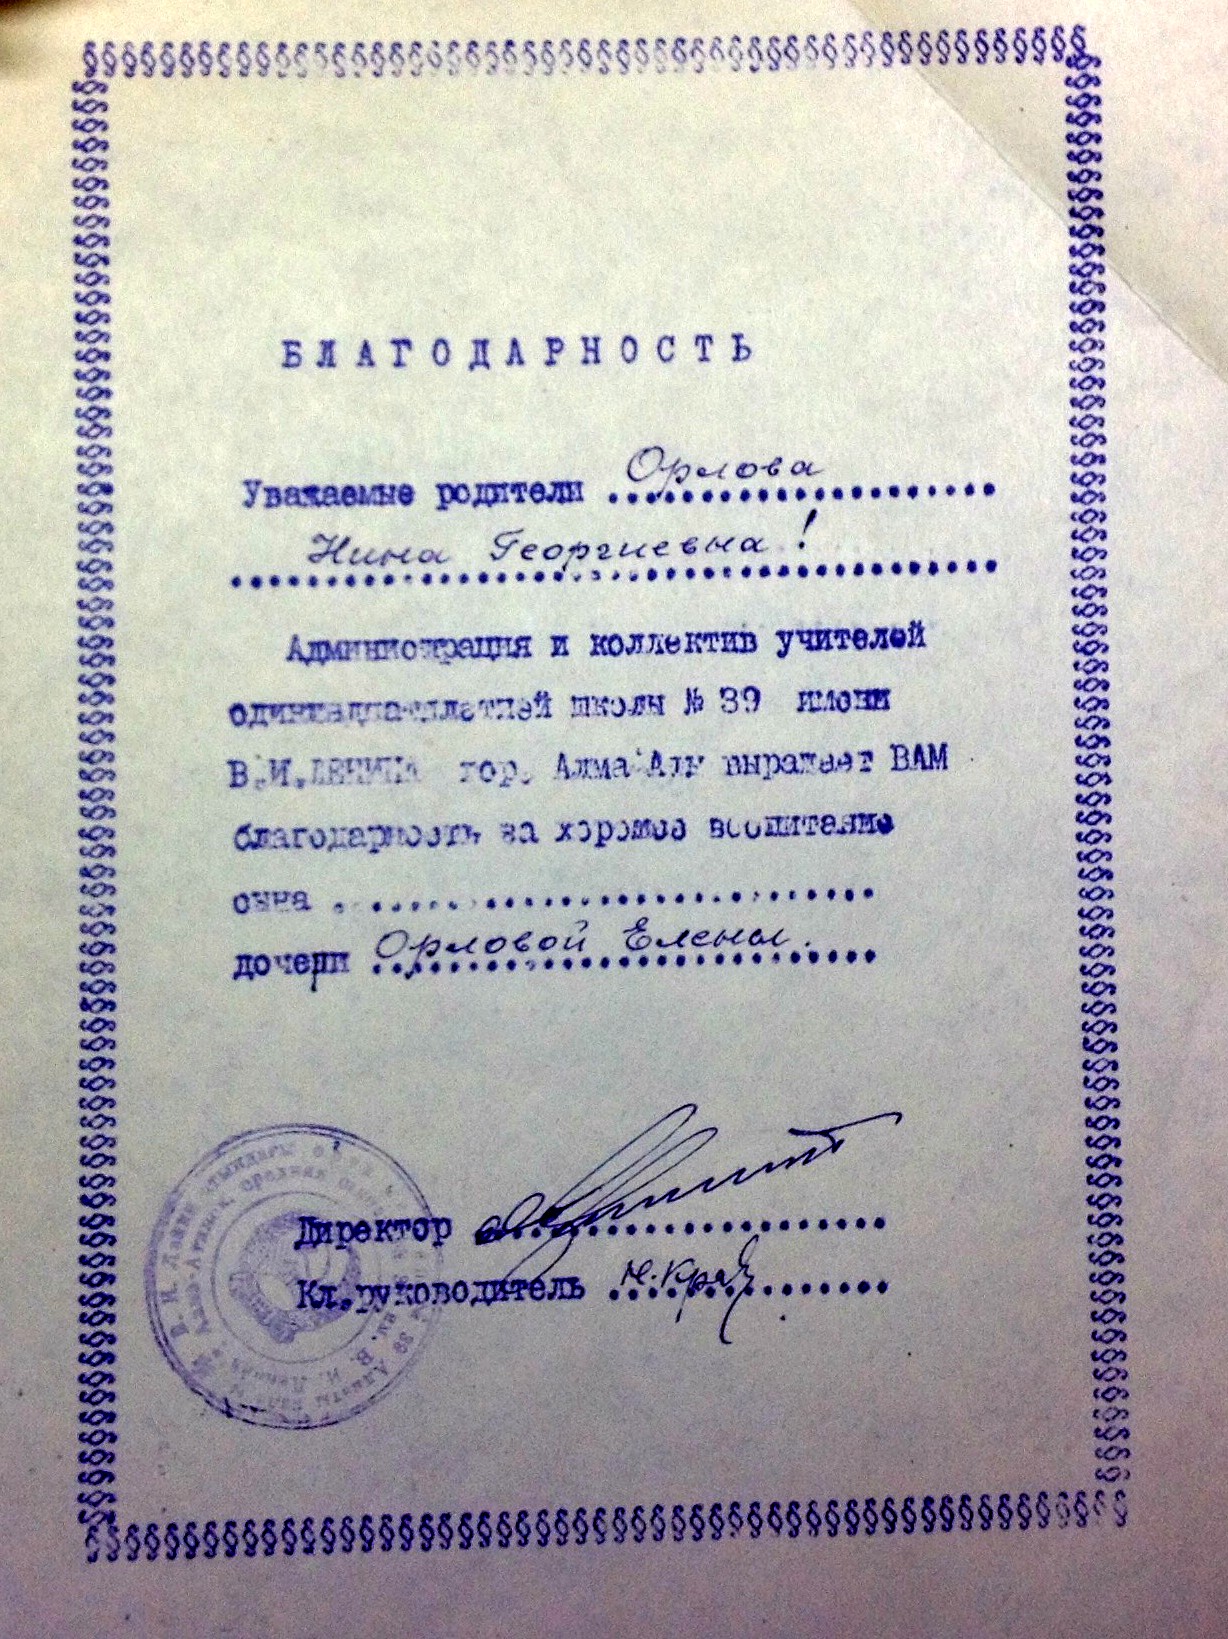 БЛАГОДАРНОСТЬ
Уважаемые родители Орлова
Нина Георгиевна!
Администрация и коллектив учителей
одиннадцатилетней школы № 39 имени
В.И.ЛЕНИНА гор. Алма-Аты выражает ВАМ
благодарность за хорошее воспитание
сына
дочери Орловой Елены.
Директор
Кл.руководитель